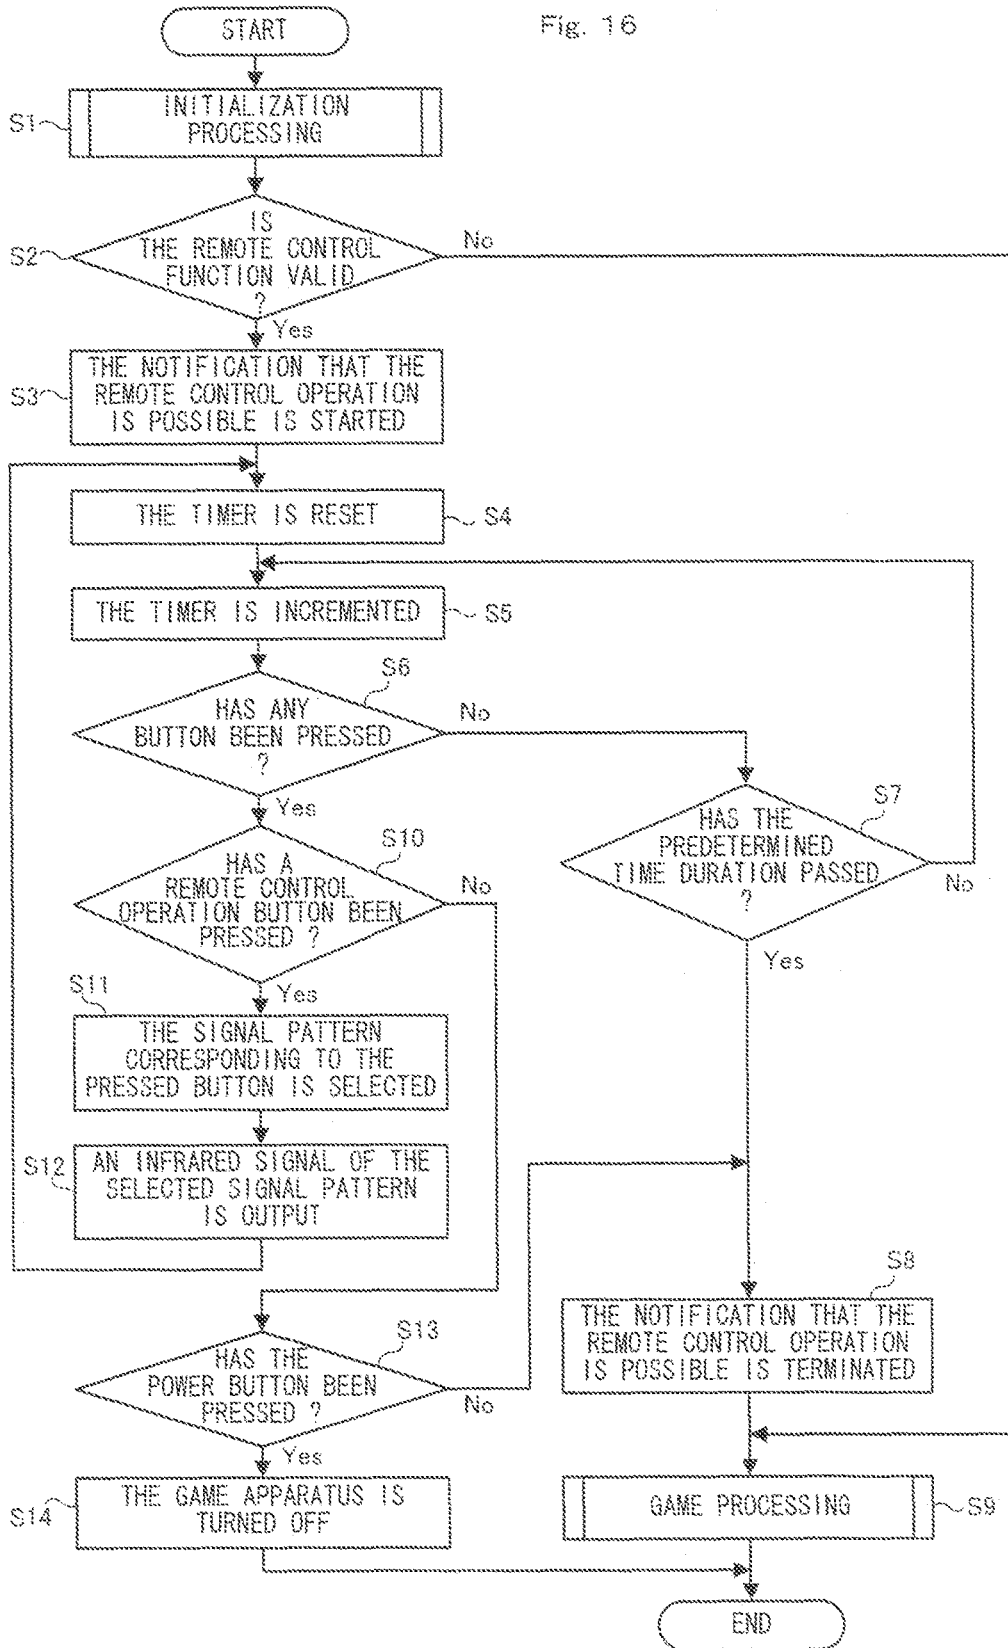 Fig. 16
START
S1
INITIALIZATION
PROCESSING
S2
IS
THE REMOTE CONTROL
FUNCTION VALID
?
No
Yes
S3
THE NOTIFICATION THAT THE
REMOTE CONTROL OPERATION
IS POSSIBLE IS STARTED
THE TIMER IS RESET
S4
THE TIMER IS INCREMENTED
S5
S6
HAS ANY
BUTTON BEEN PRESSED
?
No
Yes
S7
HAS THE
PREDETERMINED
TIME DURATION PASSED
?
No
Yes
S10
HAS A
REMOTE CONTROL
OPERATION BUTTON BEEN
PRESSED ?
No
Yes
S11
THE SIGNAL PATTERN
CORRESPONDING TO THE
PRESSED BUTTON IS SELECTED
S12
AN INFRARED SIGNAL OF THE
SELECTED SIGNAL PATTERN
IS OUTPUT
S8
THE NOTIFICATION THAT THE
REMOTE CONTROL OPERATION
IS POSSIBLE IS TERMINATED
S13
HAS THE
POWER BUTTON BEEN
PRESSED ?
No
Yes
S14
THE GAME APPARATUS IS
TURNED OFF
GAME PROCESSING
S9
END